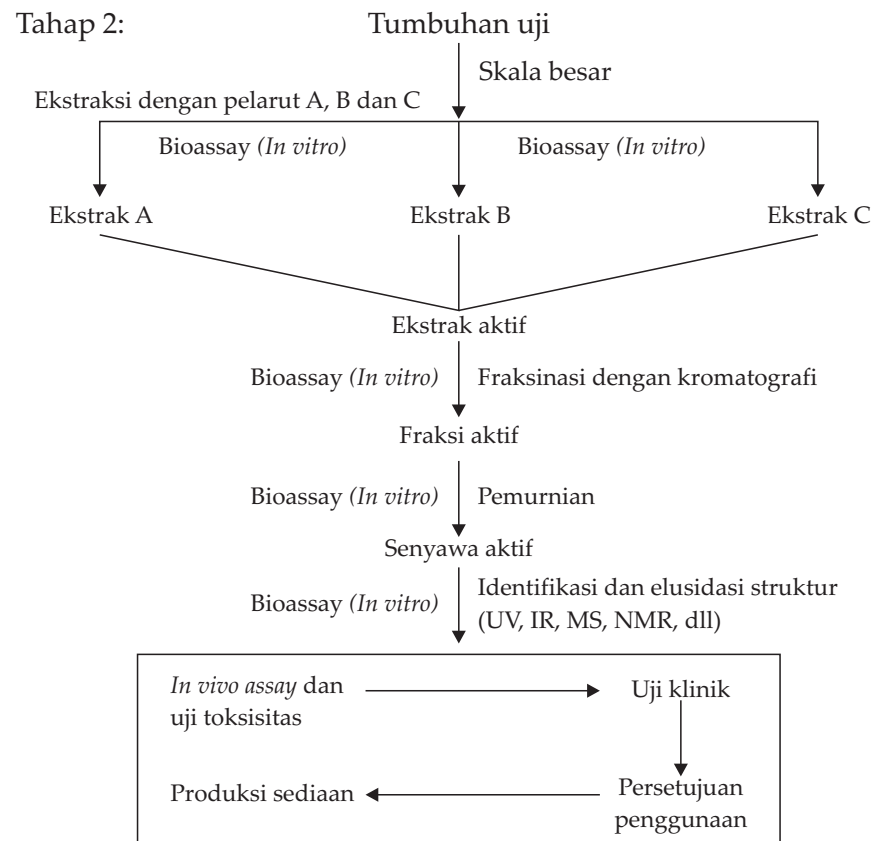 Tahap 2:
Tumbuhan uji
Skala besar
Ekstraksi dengan pelarut A, B dan C
Bioassay (In vitro)
Bioassay (In vitro)
Ekstrak A
Ekstrak B
Ekstrak C
Ekstrak aktif
Bioassay (In vitro)
Fraksinasi dengan kromatografi
Fraksi aktif
Bioassay (In vitro)
Pemurnian
Senyawa aktif
Bioassay (In vitro)
Identifikasi dan elusidasi struktur
(UV, IR, MS, NMR, dll)
In vivo assay dan
uji toksisitas
Uji klinik
Persetujuan
penggunaan
Produksi sediaan